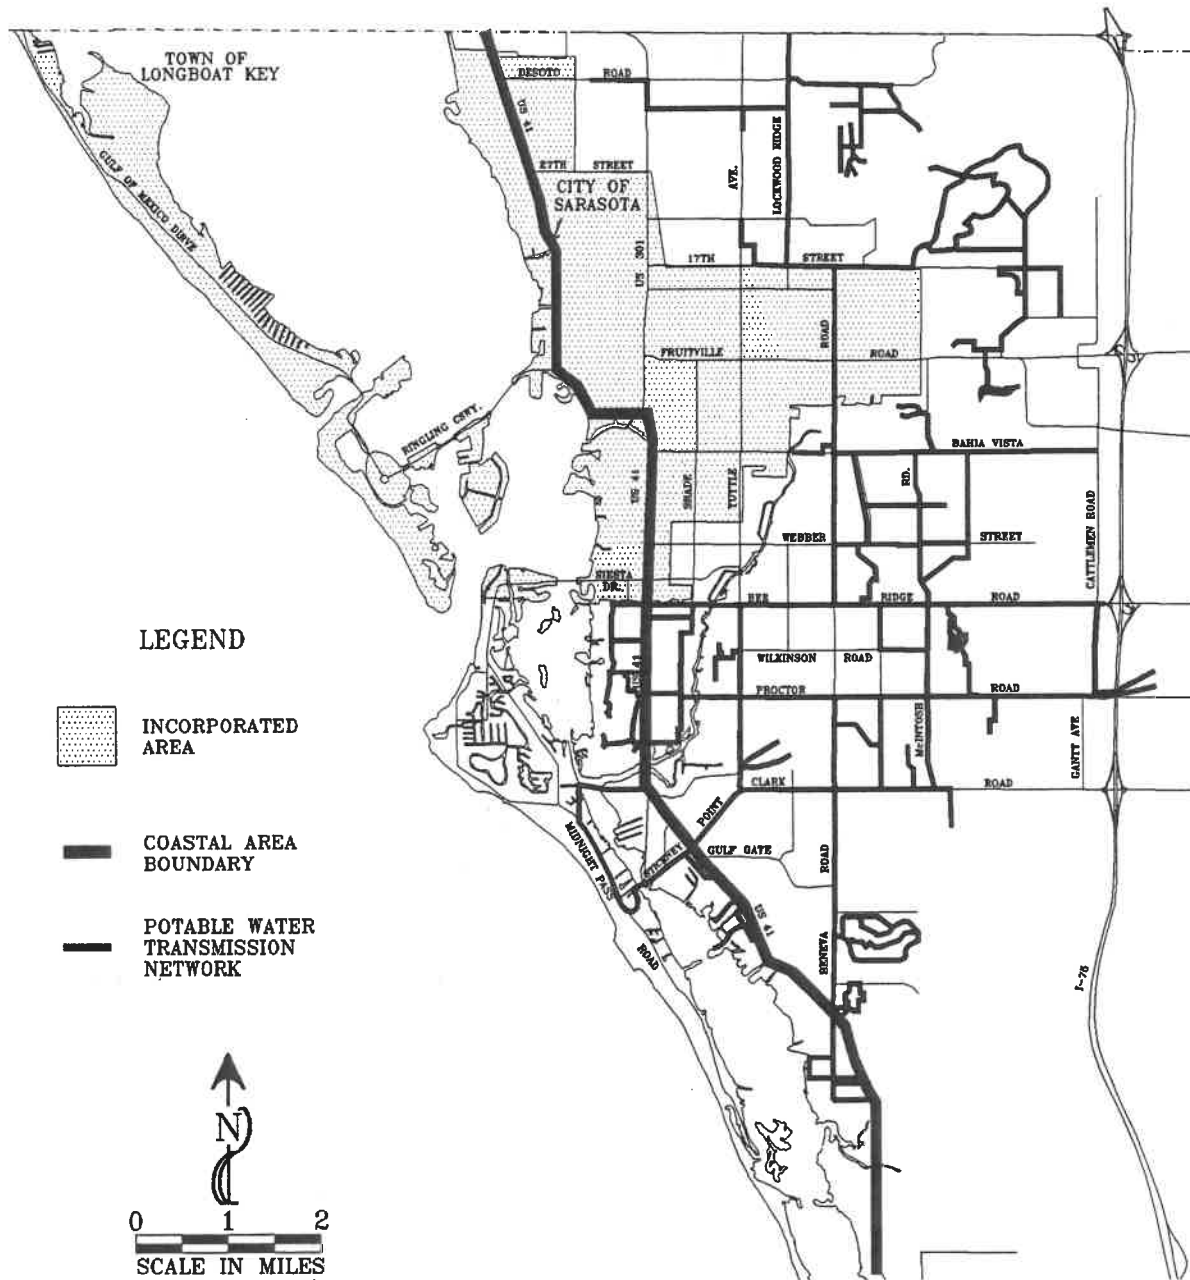 TOWN OF
LONGBOAT KEY
DESOTO ROAD
US 41
GULF OF MEXICO DIRVE
27TH STREET
CITY OF
SARASOTA
AVE.
LOCKWOOD RIDGE
US 301
17TH STREET
FRUITVILLE ROAD
ROAD
RINGLING CSWY.
BAHIA VISTA
US 41
SHADE
TUTTLE
RD.
CATTLEMEN ROAD
WEBBER STREET
SIESTA
DR.
BEE RIDGE ROAD
US 41
WILKINSON ROAD
PROCTOR ROAD
McINTOSH
GANTT AVE
CLARK ROAD
MIDNIGHT PASS
ROAD
STICKNEY POINT
GULF GATE
US 41
BENEVA
ROAD
I-75
LEGEND
INCORPORATED
AREA
COASTAL AREA
BOUNDARY
POTABLE WATER
TRANSMISSION
NETWORK
N
0 1 2
SCALE IN MILES